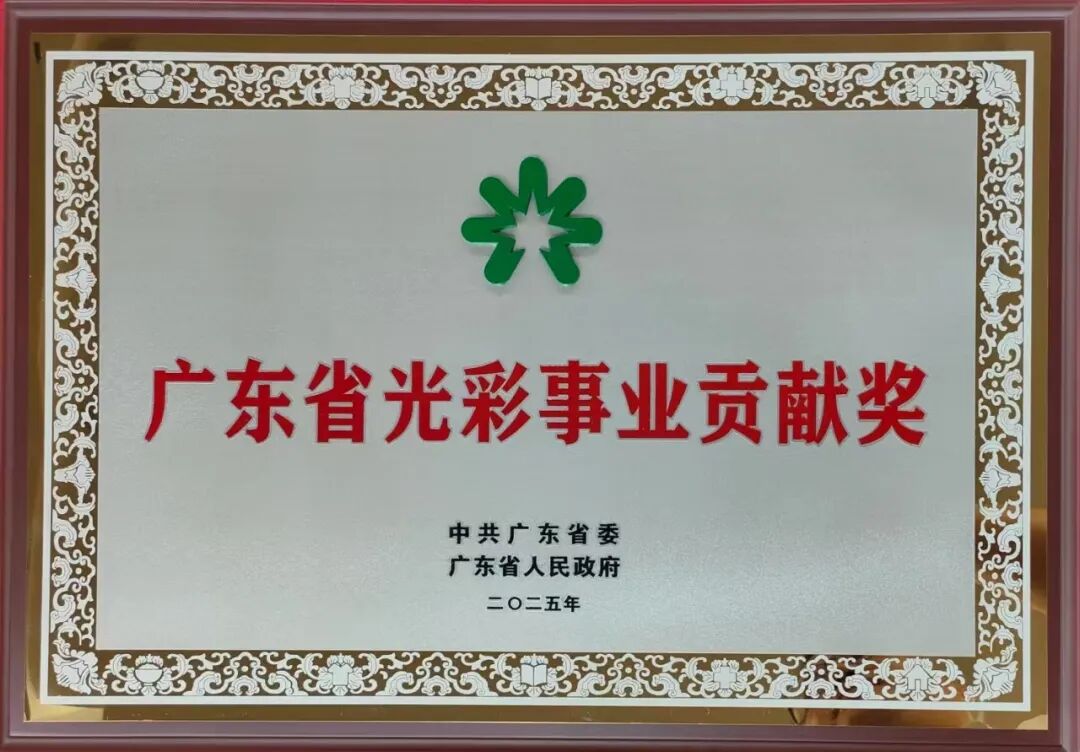 广东省光彩事业贡献奖
中共广东省委
广东省人民政府
二〇二五年